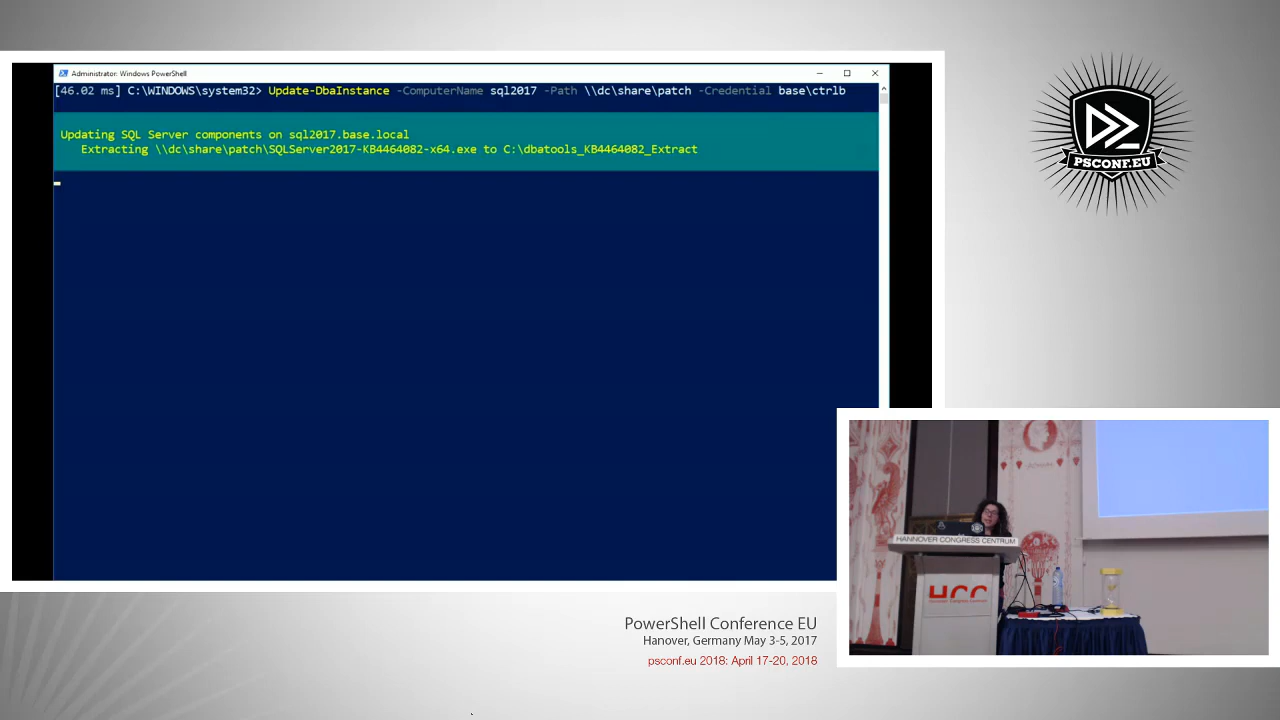 Administrator: Windows PowerShell
[46.02 ms] C:\WINDOWS\system32> Update-DbaInstance -ComputerName sql2017 -Path \\dc\share\patch -Credential base\ctrlb
Updating SQL Server components on sql2017.base.local
Extracting \\dc\share\patch\SQLServer2017-KB4464082-x64.exe to C:\dbatools_KB4464082_Extract
PSCONF.EU
HANNOVER CONGRESS CENTRUM
HCC
PowerShell Conference EU
Hanover, Germany May 3-5, 2017
psconf.eu 2018: April 17-20, 2018